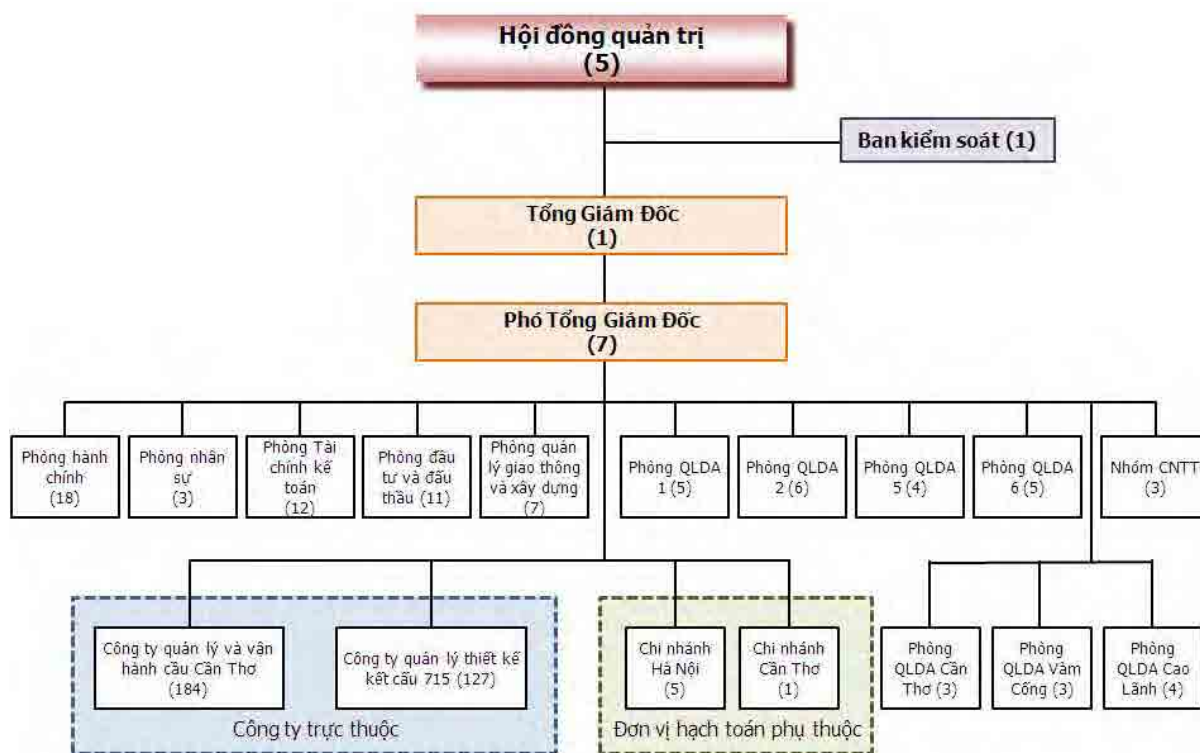 Hội đồng quản trị
(5)
Ban kiểm soát (1)
Tổng Giám Đốc
(1)
Phó Tổng Giám Đốc
(7)
Phòng hành
chính
(18)
Phòng nhân
sự
(3)
Phòng Tài
chính kế
toán
(12)
Phòng đầu
tư và đấu
thầu (11)
Phòng quản
lý giao thông
và xây dựng
(7)
Phòng QLDA
1 (5)
Phòng QLDA
2 (6)
Phòng QLDA
5 (4)
Phòng QLDA
6 (5)
Nhóm CNTT
(3)
Công ty quản lý và vận
hành cầu Cần Thơ
(184)
Công ty quản lý thiết kế
kết cấu 715 (127)
Công ty trực thuộc
Chi nhánh
Hà Nội
(5)
Chi nhánh
Cần Thơ
(1)
Đơn vị hạch toán phụ thuộc
Phòng
QLDA Cần
Thơ (3)
Phòng
QLDA Vàm
Cống (3)
Phòng
QLDA Cao
Lãnh (4)